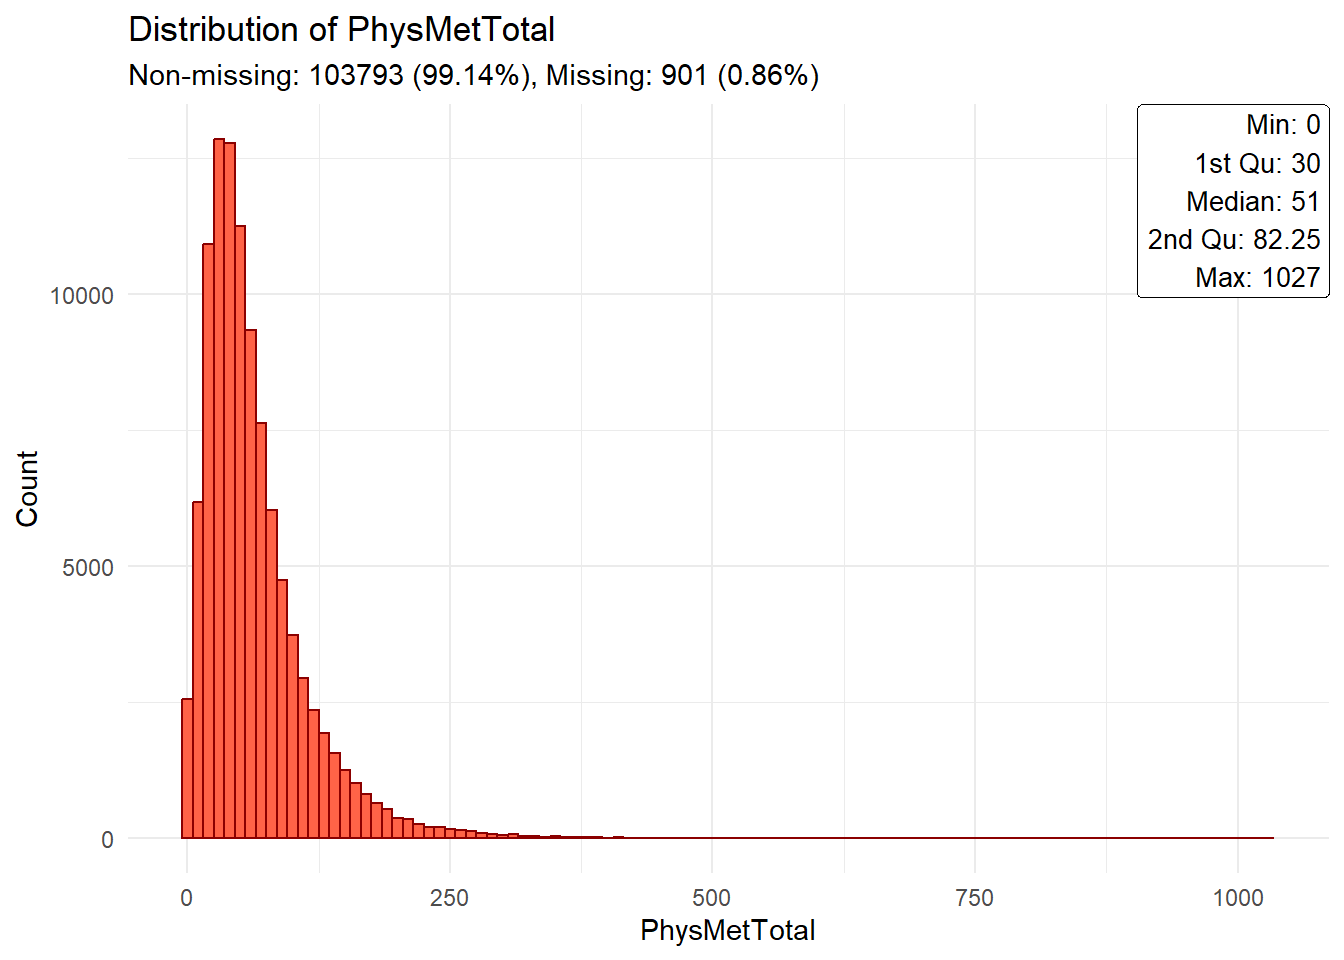 Distribution of PhysMetTotal
Non-missing: 103793 (99.14%), Missing: 901 (0.86%)
Min: 0
1st Qu: 30
Median: 51
2nd Qu: 82.25
Max: 1027
10000
5000
0
Count
0 250 500 750 1000
PhysMetTotal